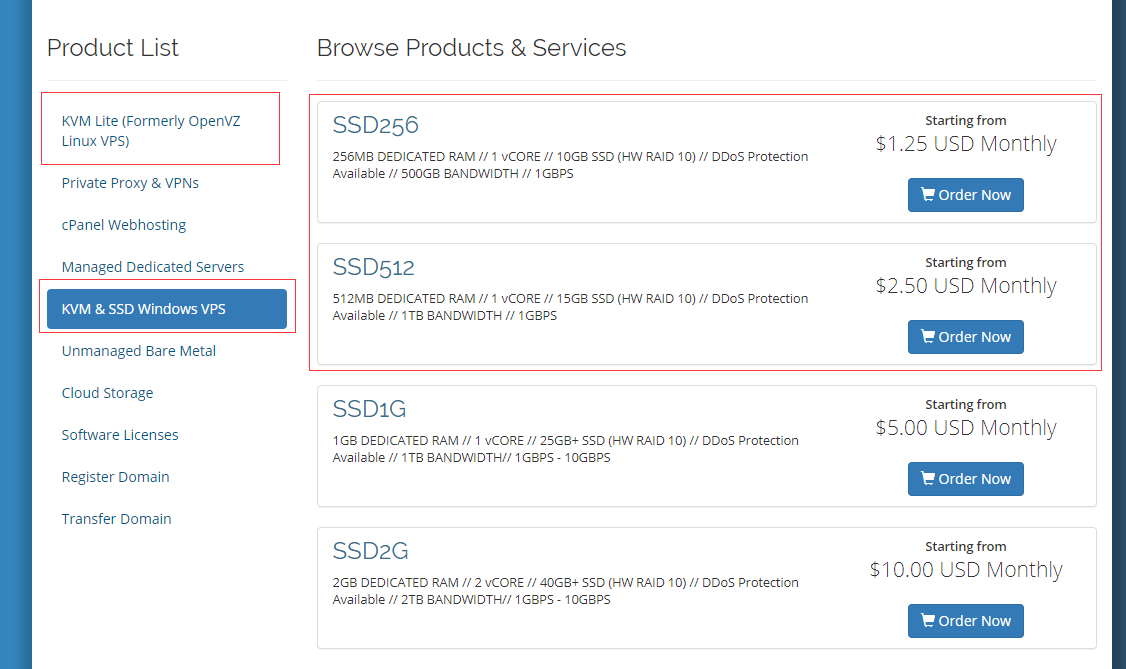 Product List
KVM Lite (Formerly OpenVZ
Linux VPS)
Private Proxy & VPNs
cPanel Webhosting
Managed Dedicated Servers
KVM & SSD Windows VPS
Unmanaged Bare Metal
Cloud Storage
Software Licenses
Register Domain
Transfer Domain
Browse Products & Services
SSD256
256MB DEDICATED RAM // 1 vCORE // 10GB SSD (HW RAID 10) // DDoS Protection
Available // 500GB BANDWIDTH // 1GBPS
Starting from
$1.25 USD Monthly
Order Now
SSD512
512MB DEDICATED RAM // 1 vCORE // 15GB SSD (HW RAID 10) // DDoS Protection
Available // 1TB BANDWIDTH // 1GBPS
Starting from
$2.50 USD Monthly
Order Now
SSD1G
1GB DEDICATED RAM // 1 vCORE // 25GB+ SSD (HW RAID 10) // DDoS Protection
Available // 1TB BANDWIDTH// 1GBPS - 10GBPS
Starting from
$5.00 USD Monthly
Order Now
SSD2G
2GB DEDICATED RAM // 2 vCORE // 40GB+ SSD (HW RAID 10) // DDoS Protection
Available // 2TB BANDWIDTH// 1GBPS - 10GBPS
Starting from
$10.00 USD Monthly
Order Now